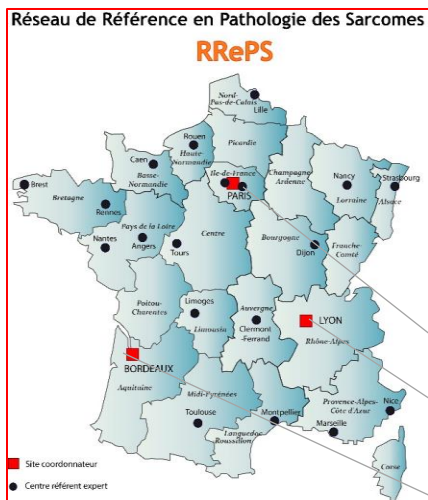 Réseau de Référence en Pathologie des Sarcomes
RRePS
Nord-
Pas-de-Calais
Lille
Rouen
Haute
Normandie
Picardie
Caen
Basse-
Normandie
Ile-de-France
PARIS
Champagne
Ardenne
Nancy
Lorraine
Strasbourg
Alsace
Brest
Bretagne
Rennes
Pays de la Loire
Nantes
Angers
Tours
Centre
Bourgogne
Dijon
Franche
Comté
Poitou-
Charentes
Limoges
Limousin
Auvergne
Clermont
-Ferrand
LYON
Rhône-Alpes
BORDEAUX
Aquitaine
Midi-Pyrénées
Toulouse
Montpellier
Languedoc
Roussillon
Provence-Alpes-
Côte d'Azur
Nice
Marseille
Corse
Site coordonnateur
Centre référent expert